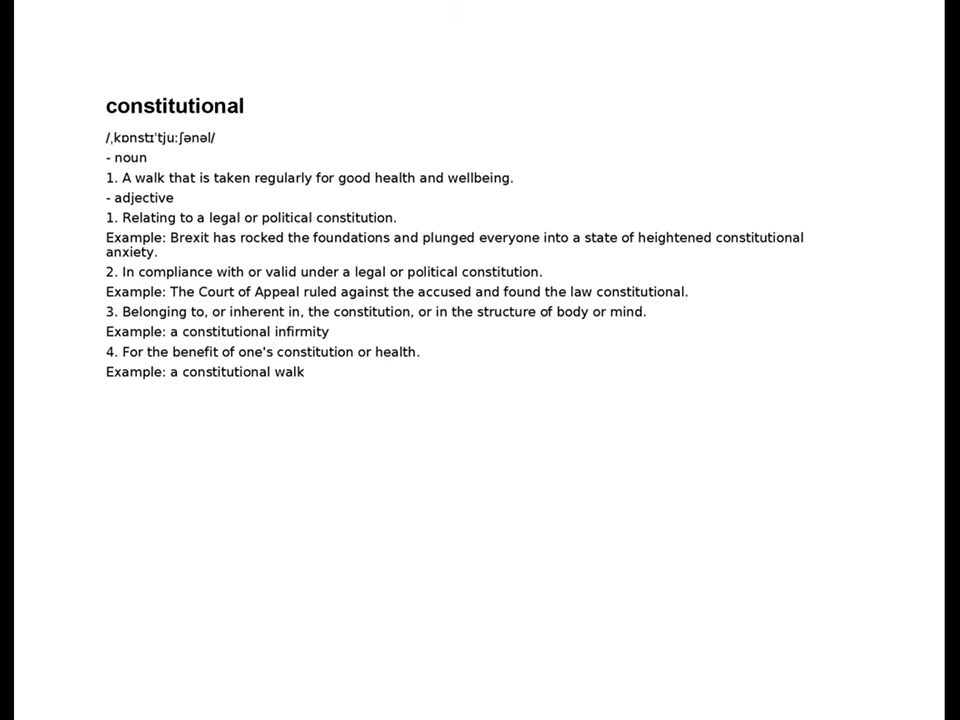 constitutional
/ˌkɒnstɪˈtjuːʃənəl/
- noun
1. A walk that is taken regularly for good health and wellbeing.
- adjective
1. Relating to a legal or political constitution.
Example: Brexit has rocked the foundations and plunged everyone into a state of heightened constitutional
anxiety.
2. In compliance with or valid under a legal or political constitution.
Example: The Court of Appeal ruled against the accused and found the law constitutional.
3. Belonging to, or inherent in, the constitution, or in the structure of body or mind.
Example: a constitutional infirmity
4. For the benefit of one's constitution or health.
Example: a constitutional walk